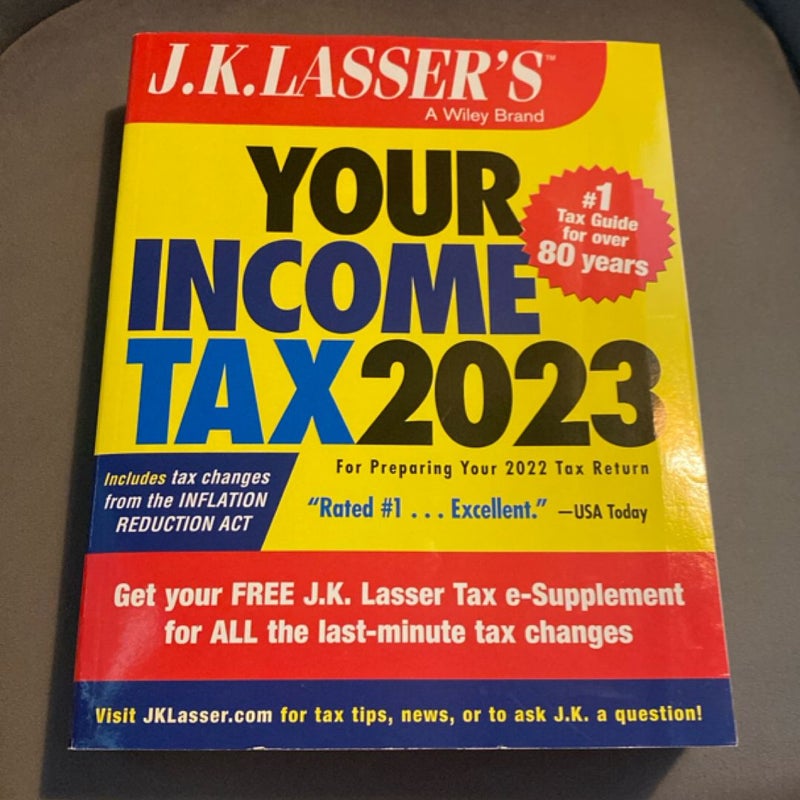 J.K.LASSER'S™
A Wiley Brand
YOUR
INCOME
TAX 2023
#1
Tax Guide
for over
80 years
For Preparing Your 2022 Tax Return
Includes tax changes
from the INFLATION
REDUCTION ACT
"Rated #1 . . . Excellent." —USA Today
Get your FREE J.K. Lasser Tax e-Supplement
for ALL the last-minute tax changes
Visit JKLasser.com for tax tips, news, or to ask J.K. a question!